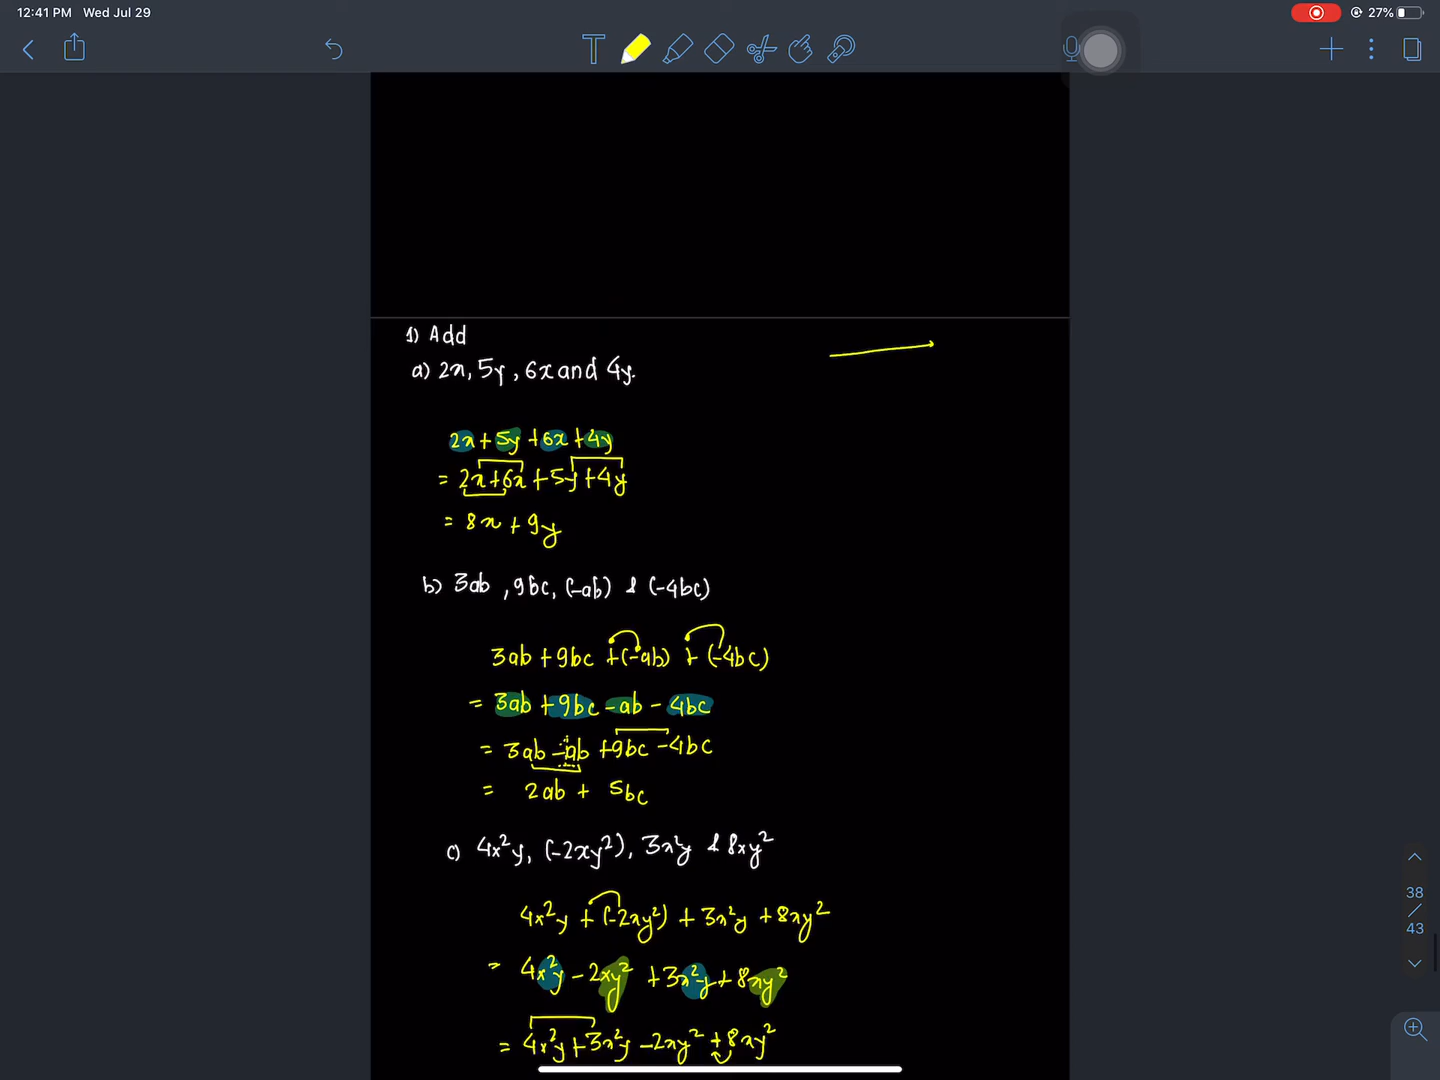 12:41 PM Wed Jul 29
27%
T
1) Add
a) 2x, 5y, 6x and 4y.
2x + 5y + 6x + 4y
= 2x + 6x + 5y + 4y
= 8x + 9y
b) 3ab, 9bc, (-ab) & (-4bc)
3ab + 9bc + (-ab) + (-4bc)
= 3ab + 9bc - ab - 4bc
= 3ab - ab + 9bc - 4bc
= 2ab + 5bc
c) 4x²y, (-2xy²), 3x²y & 8xy²
4x²y + (-2xy²) + 3x²y + 8xy²
= 4x²y - 2xy² + 3x²y + 8xy²
= 4x²y + 3x²y - 2xy² + 8xy²
38
/
43